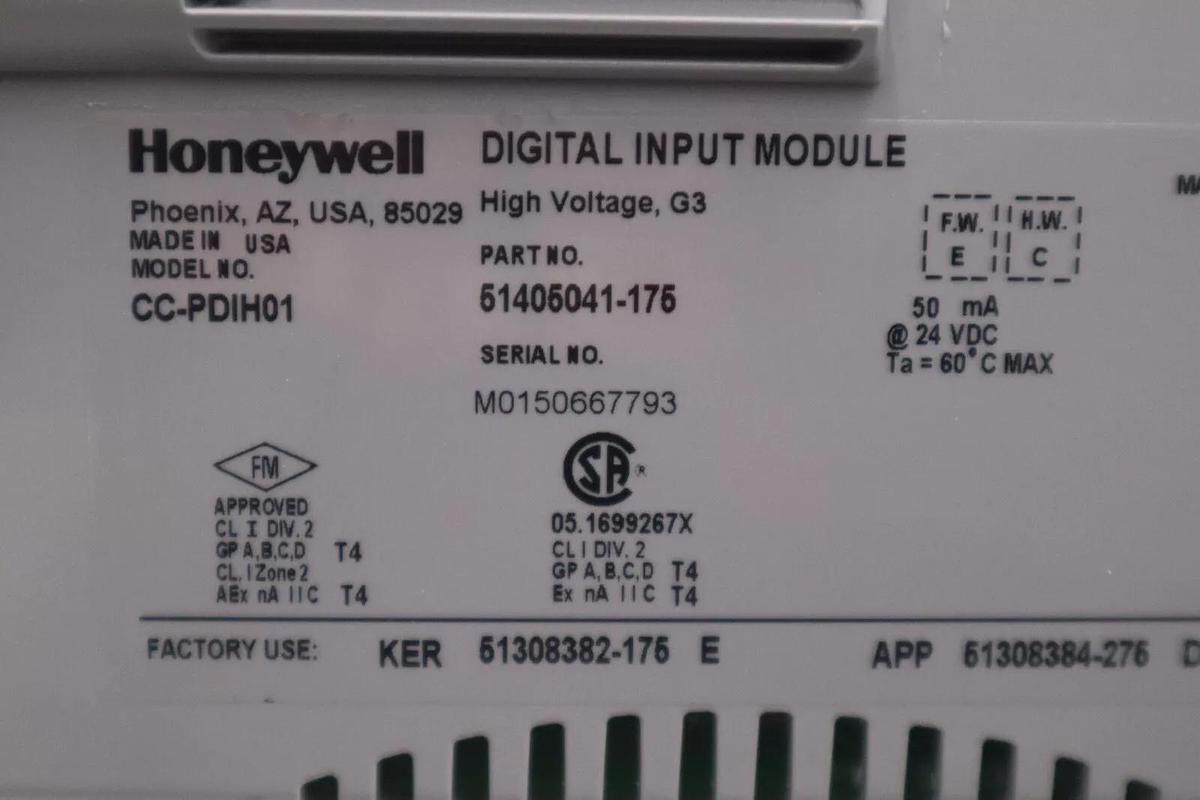 Honeywell
Phoenix, AZ, USA, 85029
MADE IN USA
MODEL NO.
CC-PDIH01
DIGITAL INPUT MODULE
High Voltage, G3
PART NO.
51405041-175
SERIAL NO.
M0150667793
F.W. H.W.
E C
50 mA
@ 24 VDC
Ta = 60°C MAX
MA
FM
APPROVED
CL I DIV. 2
GP A,B,C,D T4
CL. I Zone 2
AEx nA IIC T4
CSA ®
05.1699267X
CL I DIV. 2
GP A,B,C,D T4
Ex nA IIC T4
FACTORY USE: KER 51308382-175 E APP 51308384-275 D